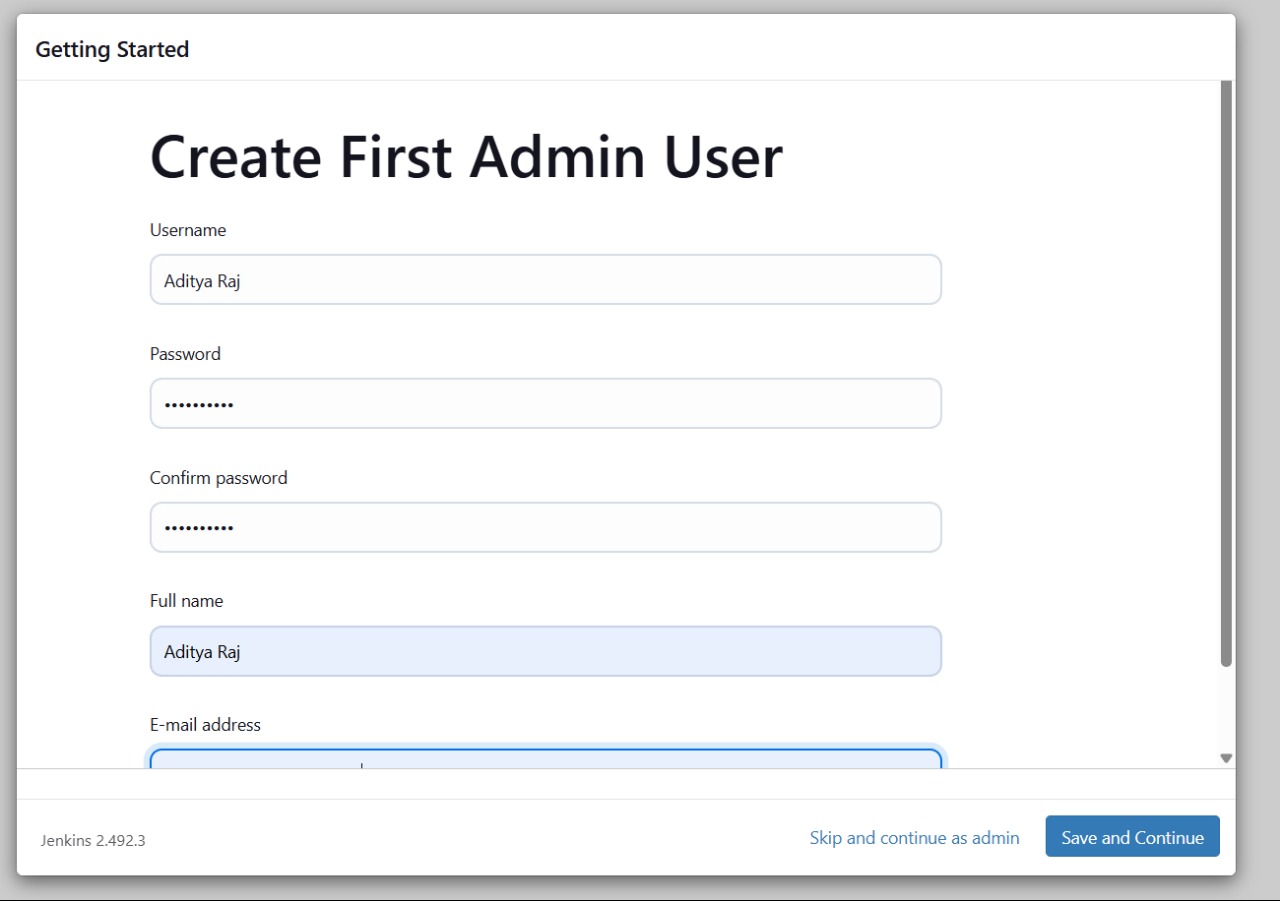 Getting Started
Create First Admin User
Username
Aditya Raj
Password
••••••••••
Confirm password
••••••••••
Full name
Aditya Raj
E-mail address
Jenkins 2.492.3
Skip and continue as admin
Save and Continue